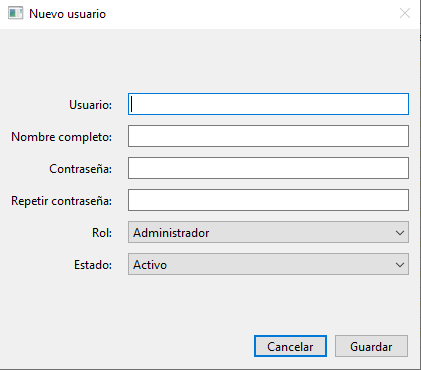 Nuevo usuario
Usuario:
Nombre completo:
Contraseña:
Repetir contraseña:
Rol: Administrador
Estado: Activo
Cancelar Guardar